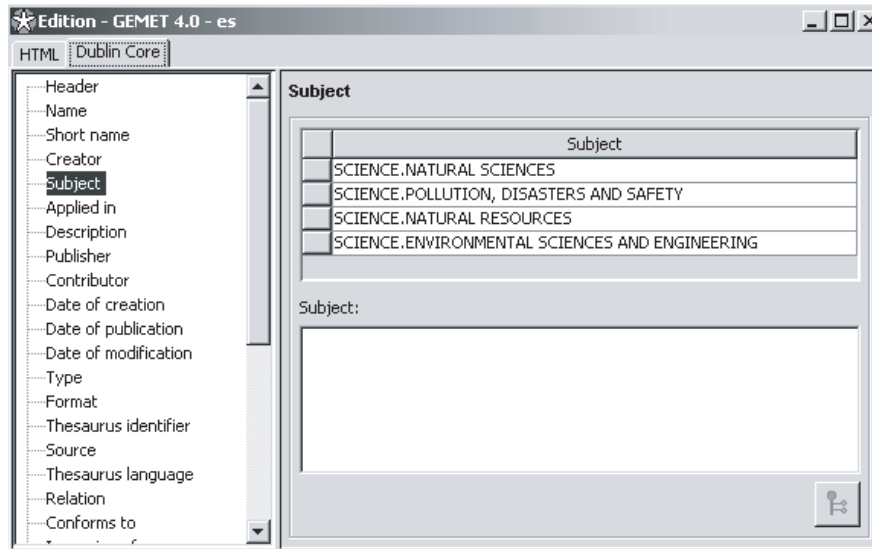 Edition - GEMET 4.0 - es
HTML Dublin Core
Header
Name
Short name
Creator
Subject
Applied in
Description
Publisher
Contributor
Date of creation
Date of publication
Date of modification
Type
Format
Thesaurus identifier
Source
Thesaurus language
Relation
Conforms to
Subject
Subject
SCIENCE.NATURAL SCIENCES
SCIENCE.POLLUTION, DISASTERS AND SAFETY
SCIENCE.NATURAL RESOURCES
SCIENCE.ENVIRONMENTAL SCIENCES AND ENGINEERING
Subject: